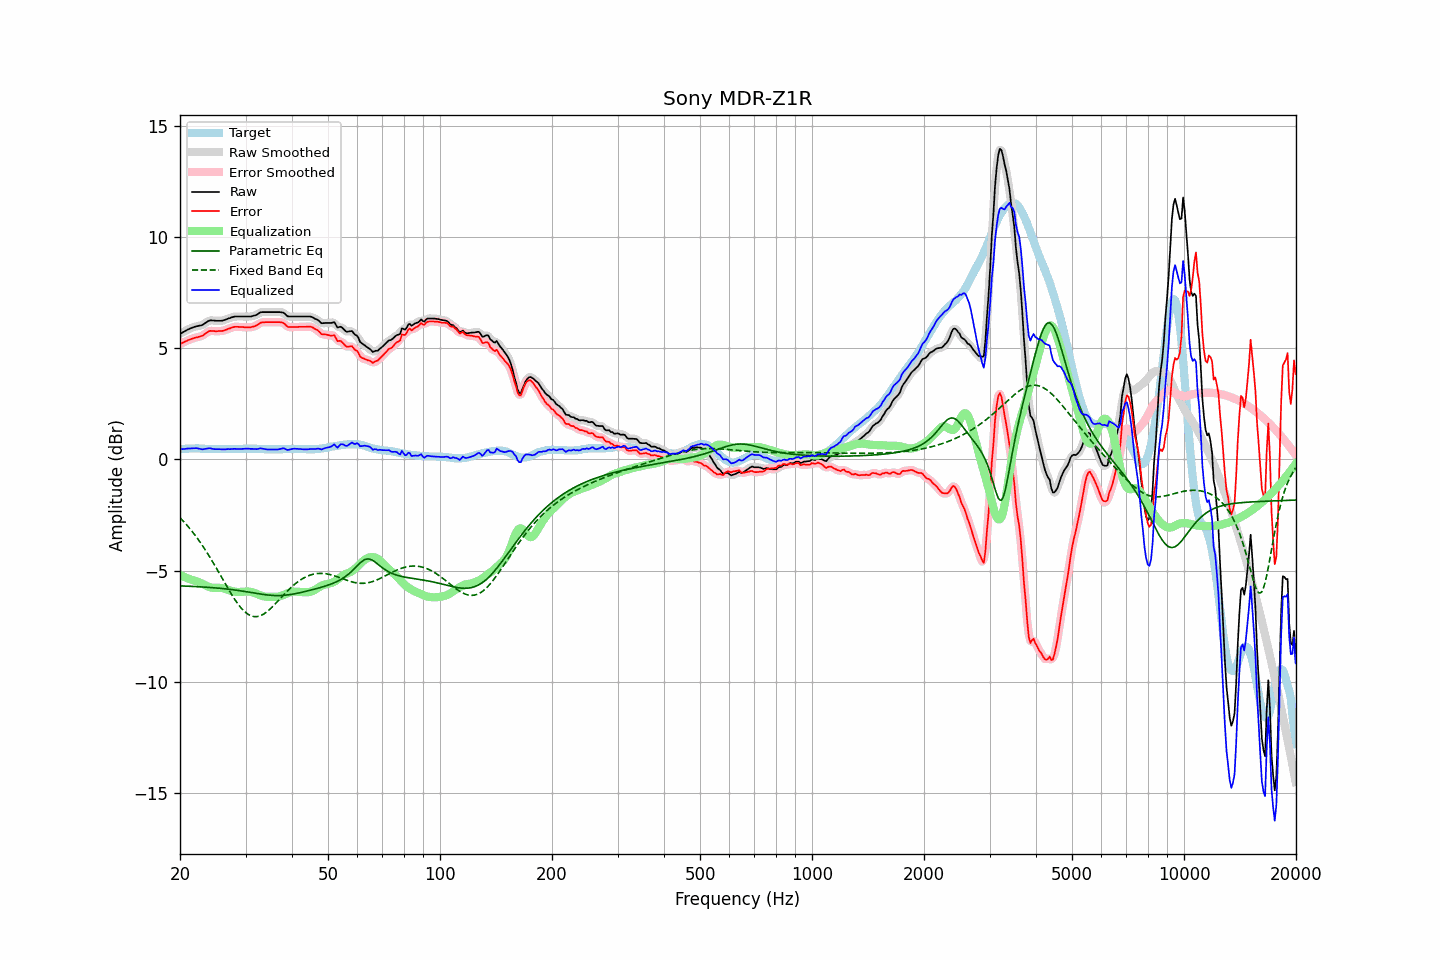 Sony MDR-Z1R
Target
Raw Smoothed
Error Smoothed
Raw
Error
Equalization
Parametric Eq
Fixed Band Eq
Equalized
15
10
5
0
−5
−10
−15
Amplitude (dBr)
20
50
100
200
500
1000
2000
5000
10000
20000
Frequency (Hz)